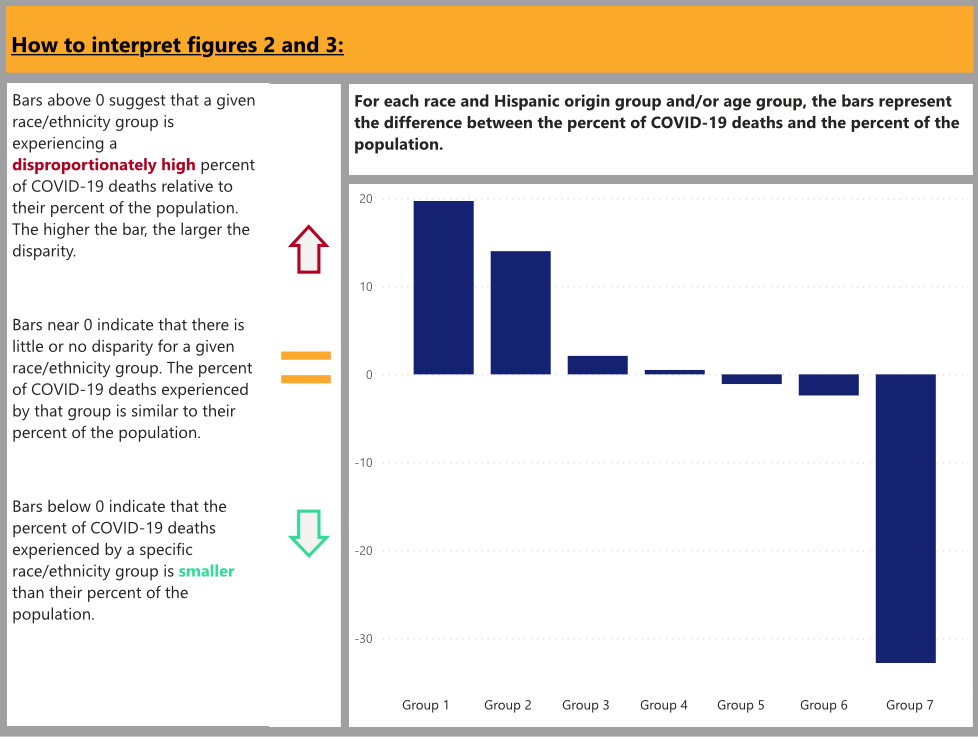 How to interpret figures 2 and 3:
Bars above 0 suggest that a given
race/ethnicity group is
experiencing a
disproportionately high percent
of COVID-19 deaths relative to
their percent of the population.
The higher the bar, the larger the
disparity.
Bars near 0 indicate that there is
little or no disparity for a given
race/ethnicity group. The percent
of COVID-19 deaths experienced
by that group is similar to their
percent of the population.
Bars below 0 indicate that the
percent of COVID-19 deaths
experienced by a specific
race/ethnicity group is smaller
than their percent of the
population.
For each race and Hispanic origin group and/or age group, the bars represent
the difference between the percent of COVID-19 deaths and the percent of the
population.
20
10
0
-10
-20
-30
Group 1 Group 2 Group 3 Group 4 Group 5 Group 6 Group 7